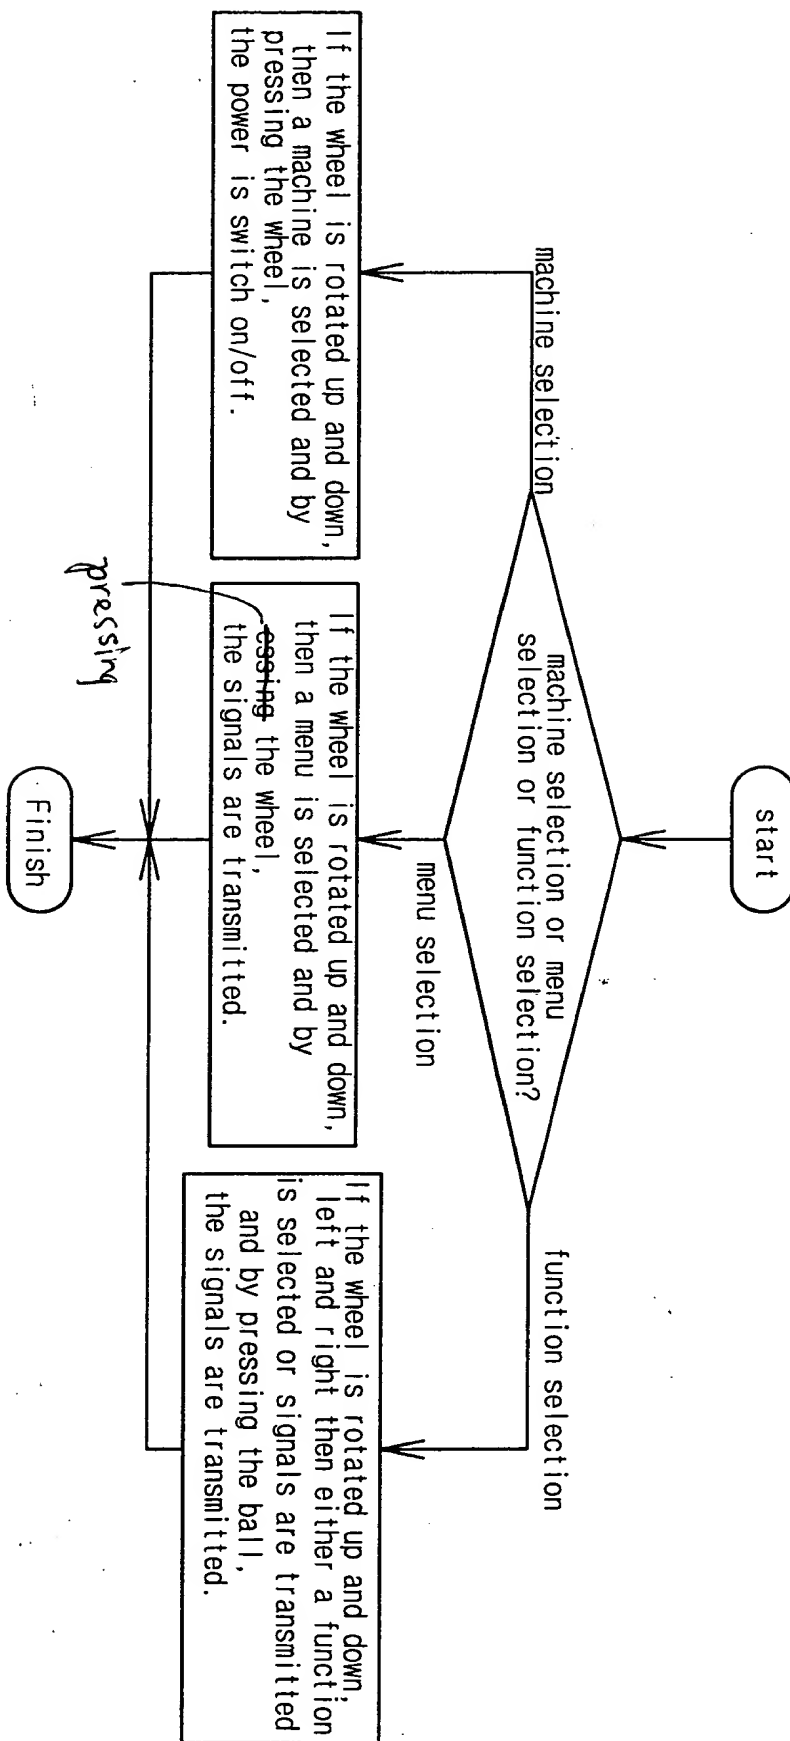 start
machine selection or menu
selection or function selection?
machine selection
menu selection
function selection
If the wheel is rotated up and down,
then a machine is selected and by
pressing the wheel,
the power is switch on/off.
If the wheel is rotated up and down,
then a menu is selected and by
essing the wheel,
the signals are transmitted.
pressing
If the wheel is rotated up and down,
left and right then either a function
is selected or signals are transmitted
and by pressing the ball,
the signals are transmitted.
Finish